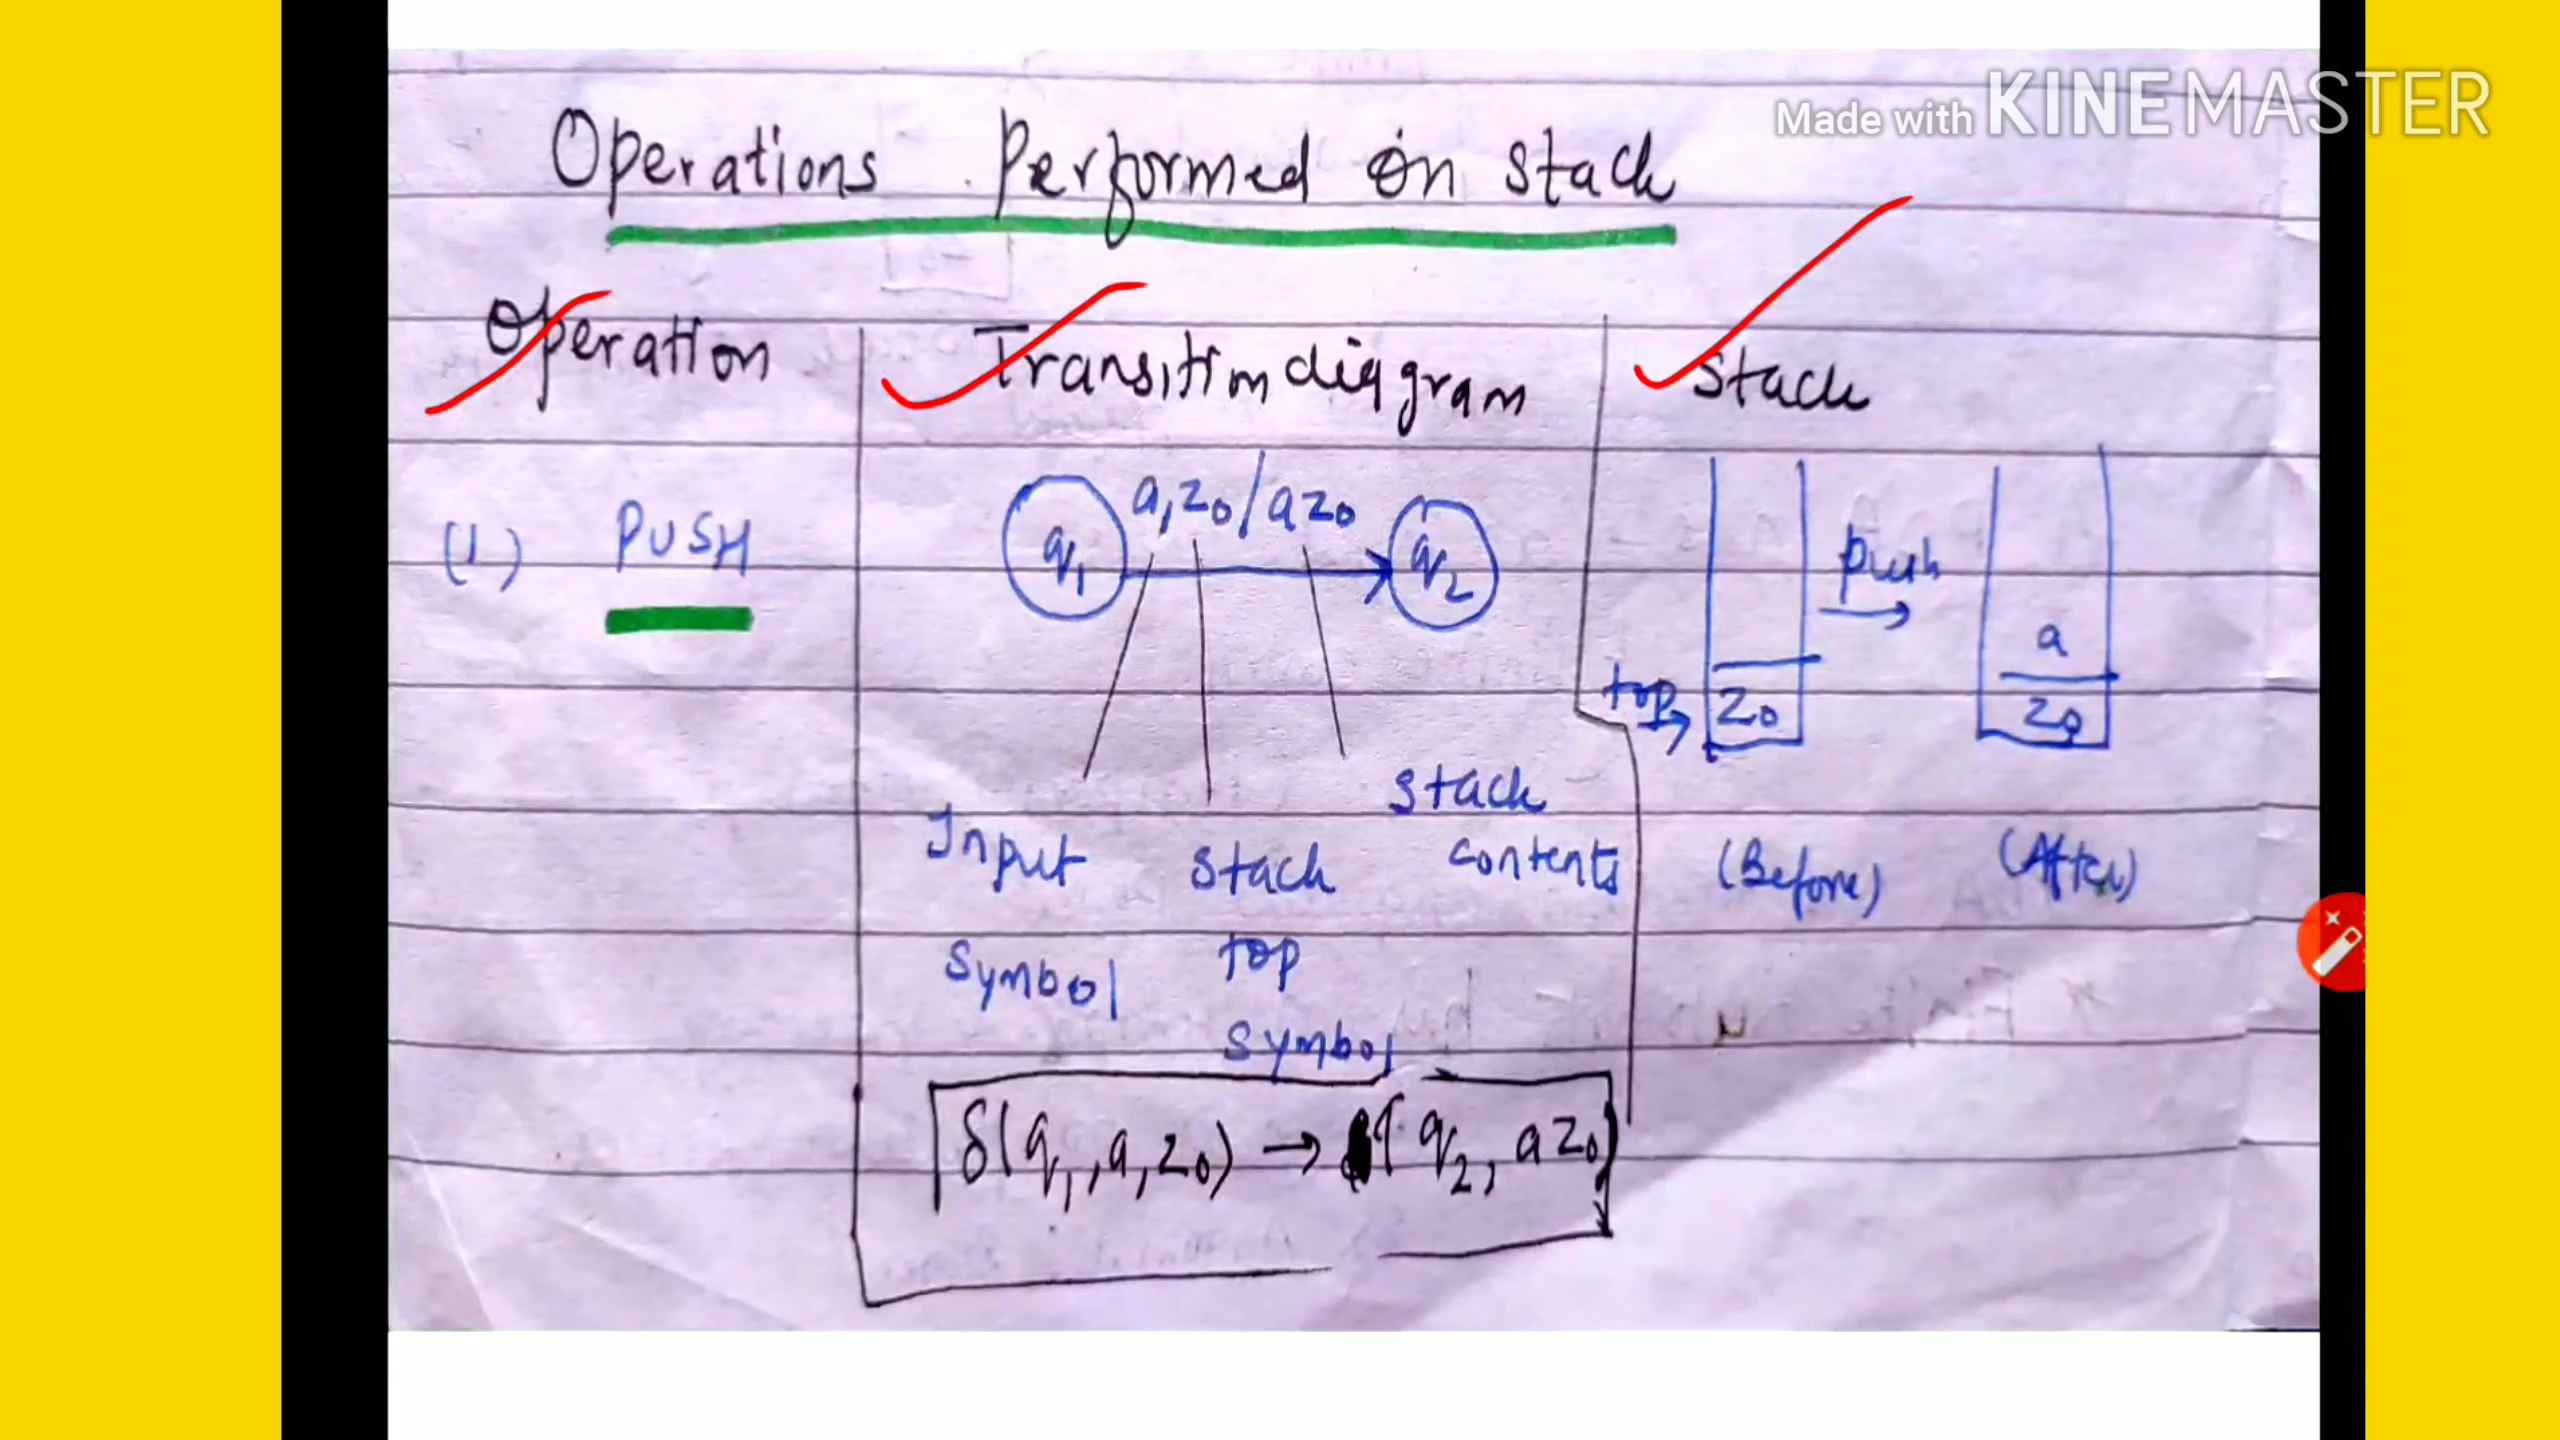 Made with KINEMASTER
Operations Performed on Stack
Operation Transition diagram Stack
(1) PUSH
q1 a,z0/az0 q2
push
a
top z0 z0
Input Symbol
Stack top symbol
Stack contents
(Before) (After)
δ(q1,a,z0) → (q2, az0)